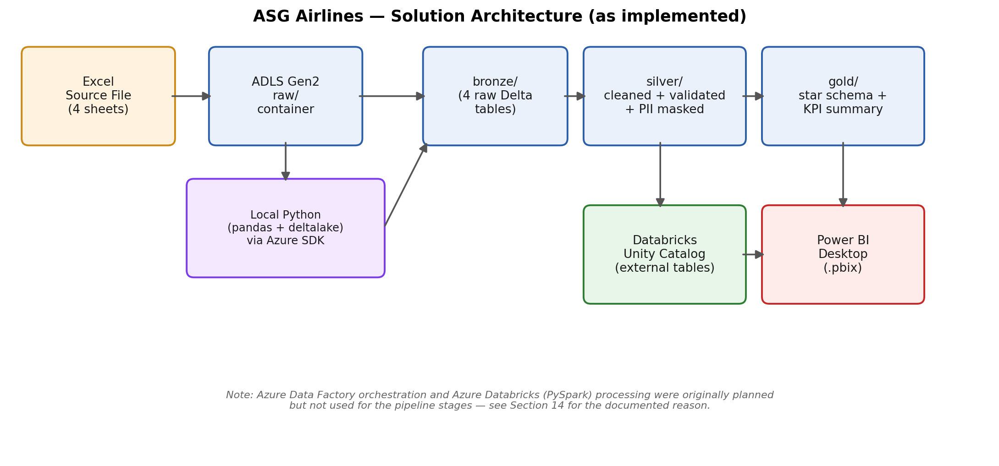 ASG Airlines — Solution Architecture (as implemented)
Excel
Source File
(4 sheets)
ADLS Gen2
raw/
container
bronze/
(4 raw Delta
tables)
silver/
cleaned + validated
+ PII masked
gold/
star schema +
KPI summary
Local Python
(pandas + deltalake)
via Azure SDK
Databricks
Unity Catalog
(external tables)
Power BI
Desktop
(.pbix)
Note: Azure Data Factory orchestration and Azure Databricks (PySpark) processing were originally planned
but not used for the pipeline stages — see Section 14 for the documented reason.